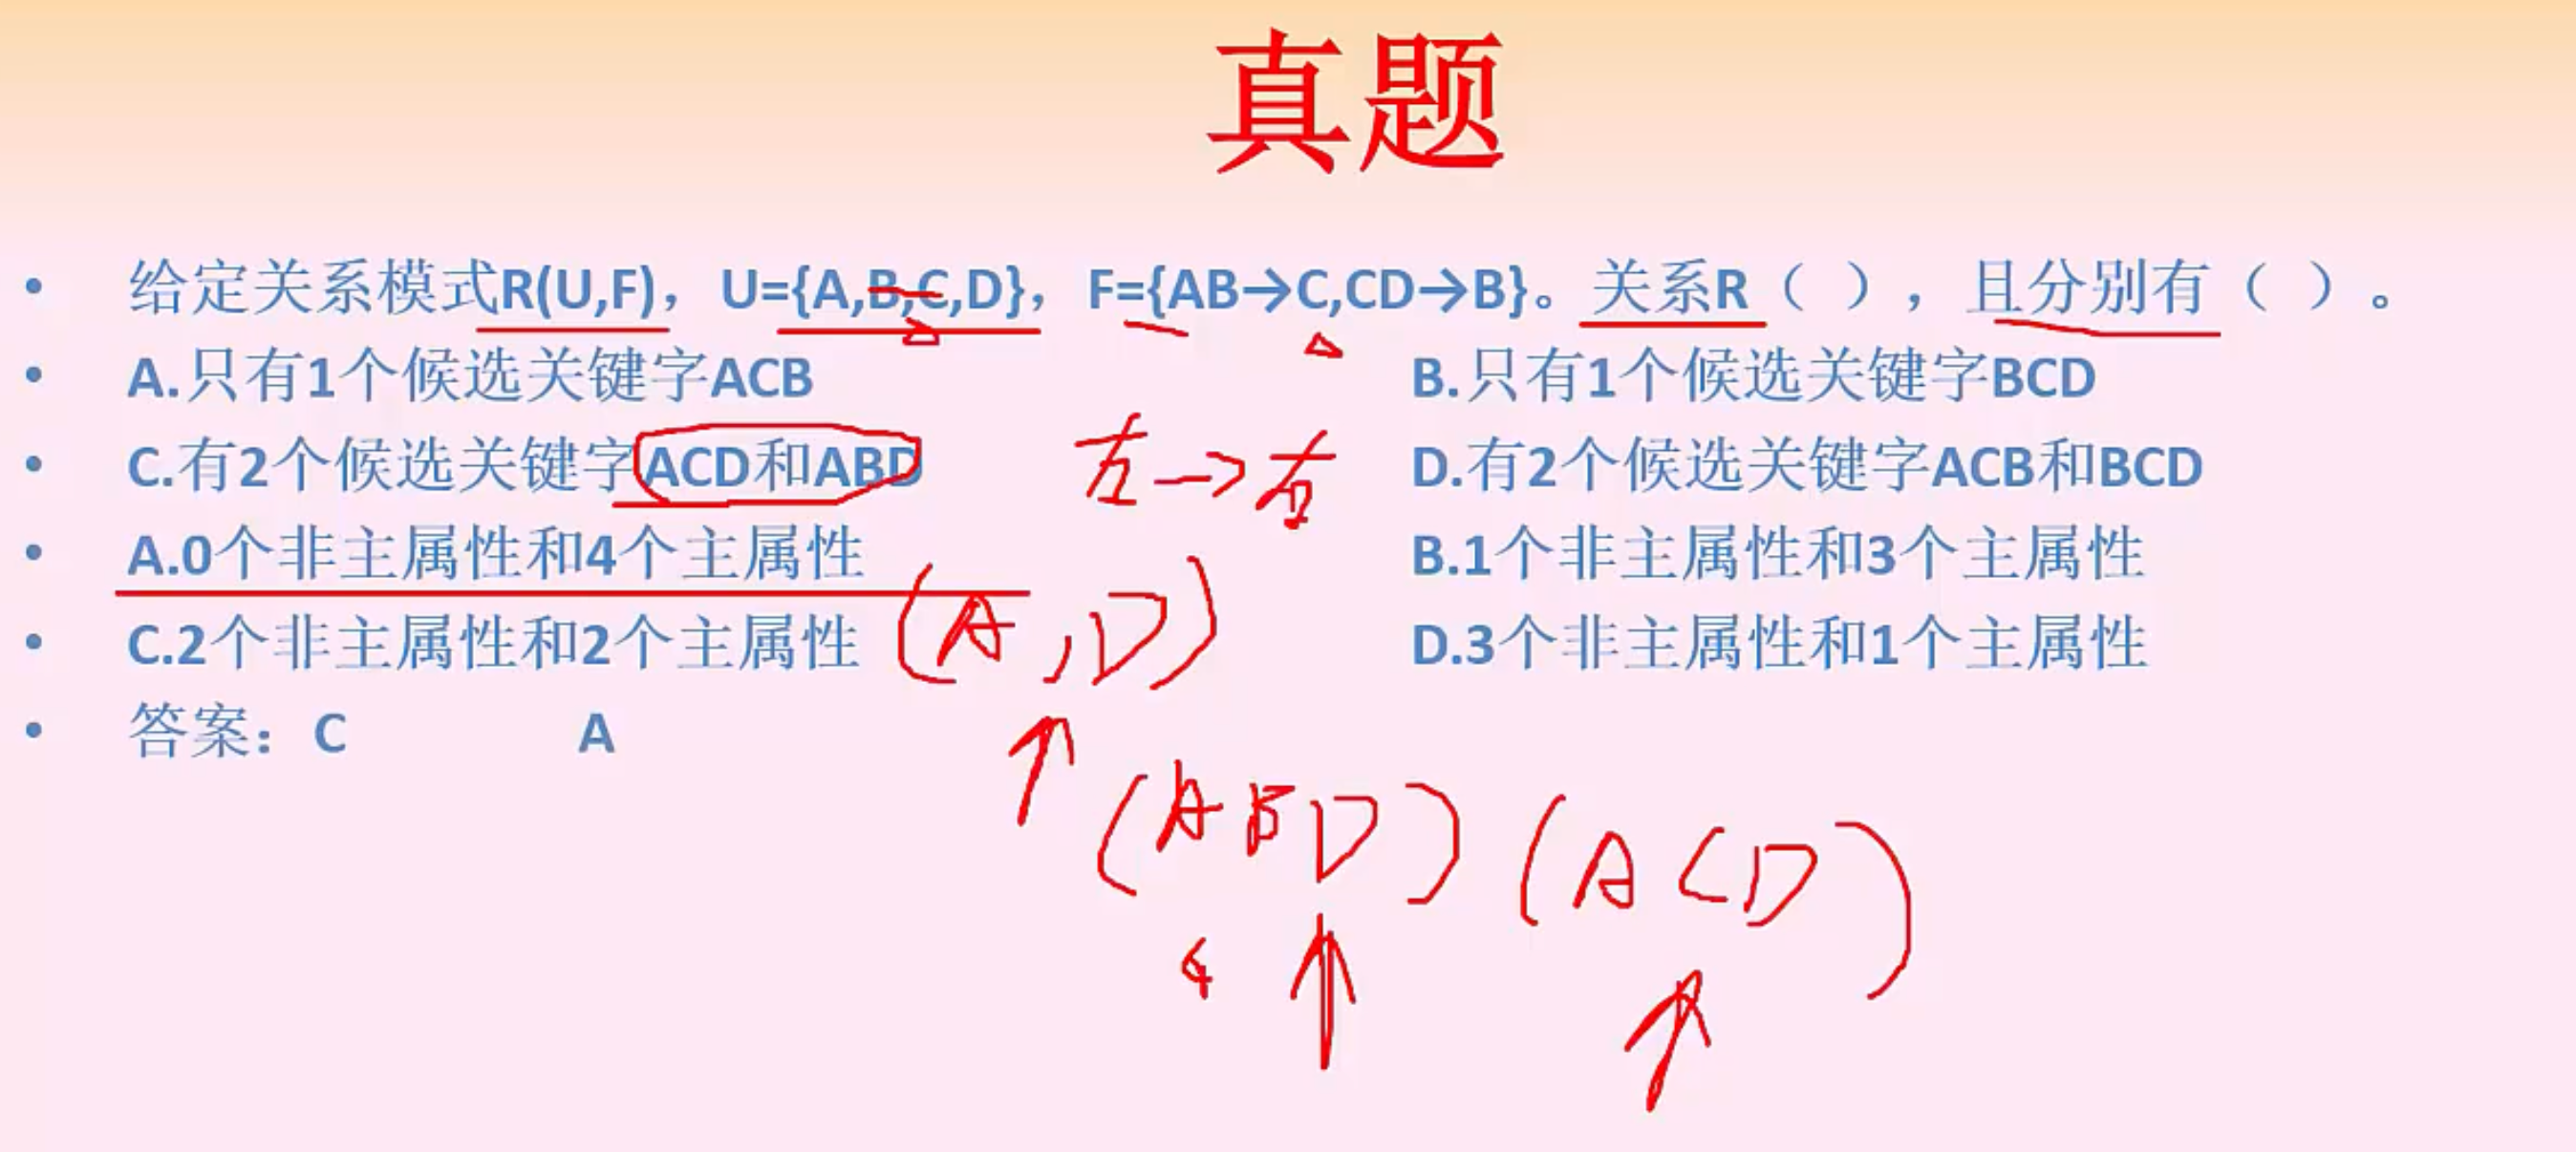 真题
• 给定关系模式R(U,F)，U={A,B,C,D}，F={AB→C,CD→B}。关系R（ ），且分别有（ ）。
• A.只有1个候选关键字ACB B.只有1个候选关键字BCD
• C.有2个候选关键字ACD和ABD D.有2个候选关键字ACB和BCD
左→右
• A.0个非主属性和4个主属性 B.1个非主属性和3个主属性
• C.2个非主属性和2个主属性 D.3个非主属性和1个主属性
(A,D)
• 答案：C A
(ABD) (ACD)
4